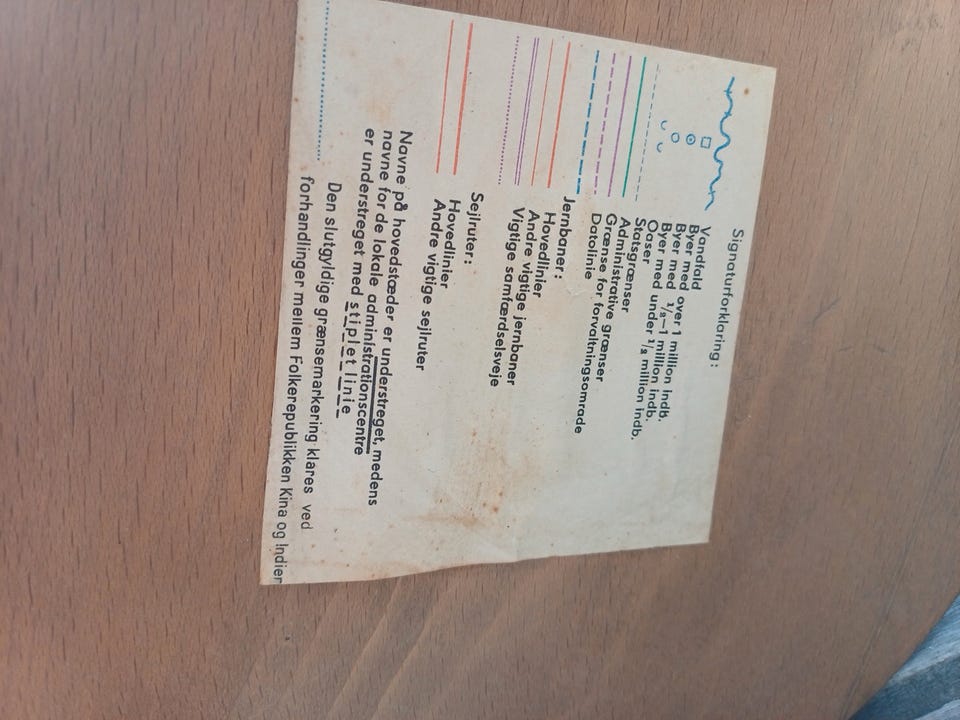 Signaturforklaring:
Vandfald
Byer med over 1 million indb.
Byer med 1/2–1 million indb.
Byer med under 1/2 million indb.
Oaser
Statsgrænser
Administrative grænser
Grænse for forvaltningsomrade
Datolinie
Jernbaner:
Hovedlinier
Andre vigtige jernbaner
Vigtige samfærdselsveje
Sejlruter:
Hovedlinier
Andre vigtige sejlruter
Navne på hovedstæder er understreget, medens
navne for de lokale administrationscentre
er understreget med stiplet linie
Den slutgyldige grænsemarkering klares ved
forhandlinger mellem Folkerepublikken Kina og Indien